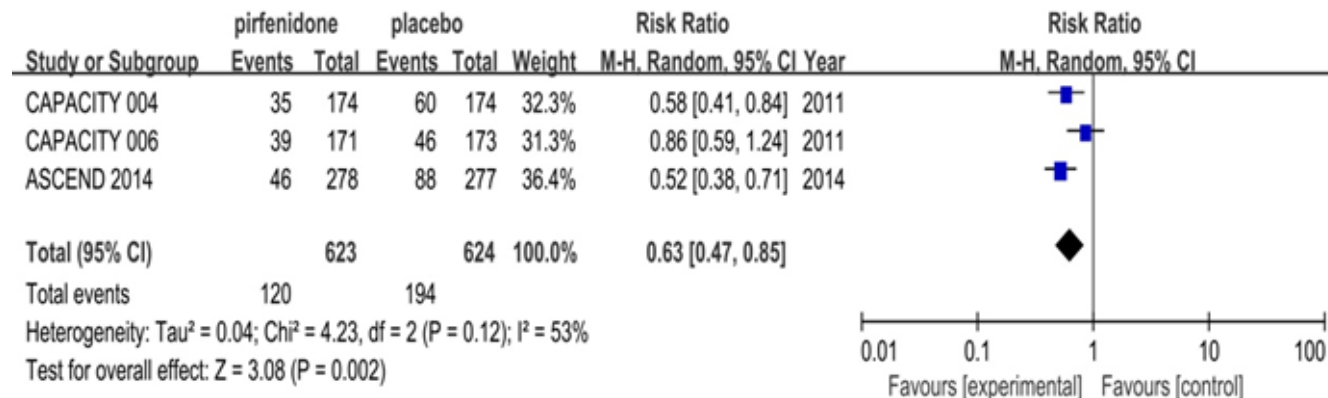 pirfenidone placebo Risk Ratio Risk Ratio
Study or Subgroup Events Total Events Total Weight M-H, Random, 95% CI Year M-H, Random, 95% CI
CAPACITY 004 35 174 60 174 32.3% 0.58 [0.41, 0.84] 2011
CAPACITY 006 39 171 46 173 31.3% 0.86 [0.59, 1.24] 2011
ASCEND 2014 46 278 88 277 36.4% 0.52 [0.38, 0.71] 2014
Total (95% CI) 623 624 100.0% 0.63 [0.47, 0.85]
Total events 120 194
Heterogeneity: Tau² = 0.04; Chi² = 4.23, df = 2 (P = 0.12); I² = 53%
Test for overall effect: Z = 3.08 (P = 0.002)
0.01 0.1 1 10 100
Favours [experimental] Favours [control]